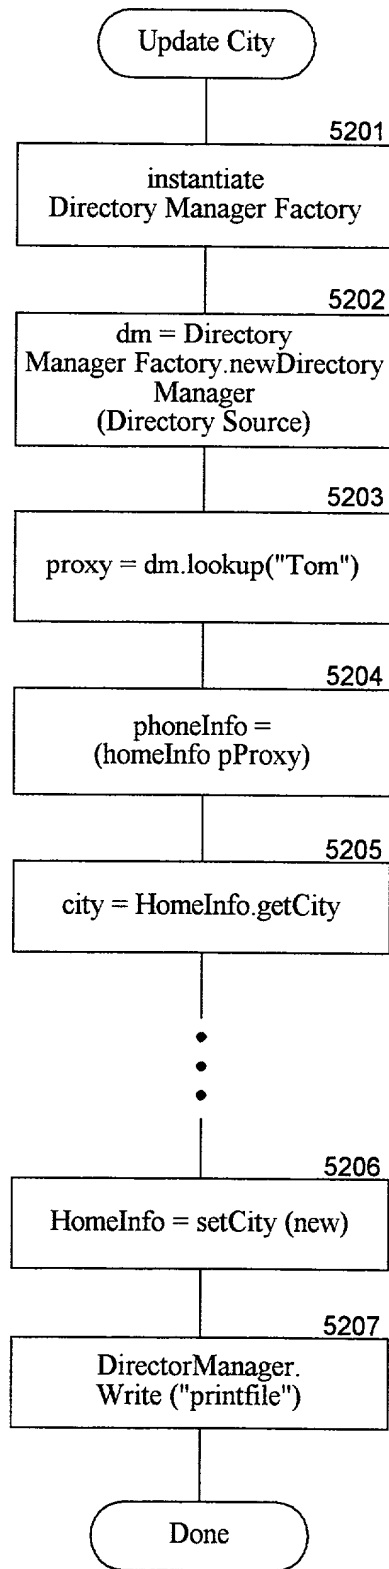 Update City
5201
instantiate
Directory Manager Factory
5202
dm = Directory
Manager Factory.newDirectory
Manager
(Directory Source)
5203
proxy = dm.lookup("Tom")
5204
phoneInfo =
(homeInfo pProxy)
5205
city = HomeInfo.getCity
5206
HomeInfo = setCity (new)
5207
DirectorManager.
Write ("printfile")
Done